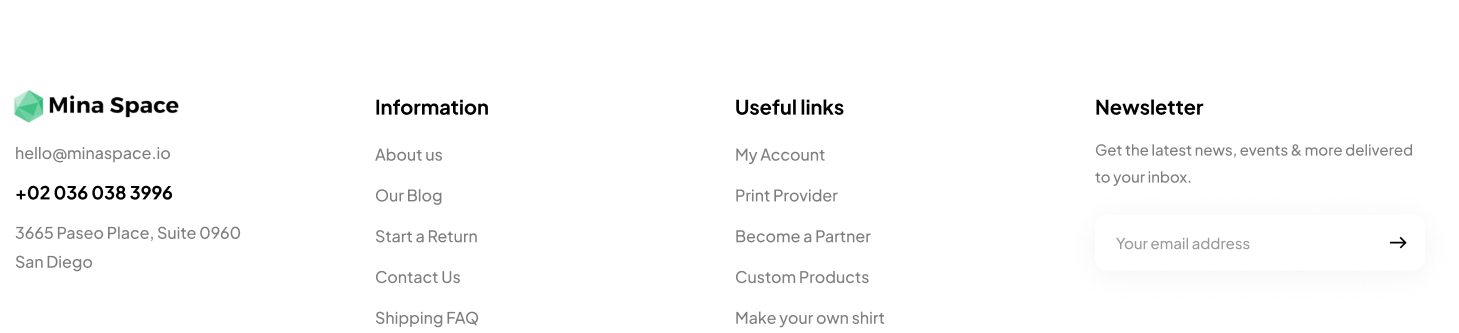 Mina Space
hello@minaspace.io
+02 036 038 3996
3665 Paseo Place, Suite 0960
San Diego
Information
About us
Our Blog
Start a Return
Contact Us
Shipping FAQ
Useful links
My Account
Print Provider
Become a Partner
Custom Products
Make your own shirt
Newsletter
Get the latest news, events & more delivered
to your inbox.
Your email address